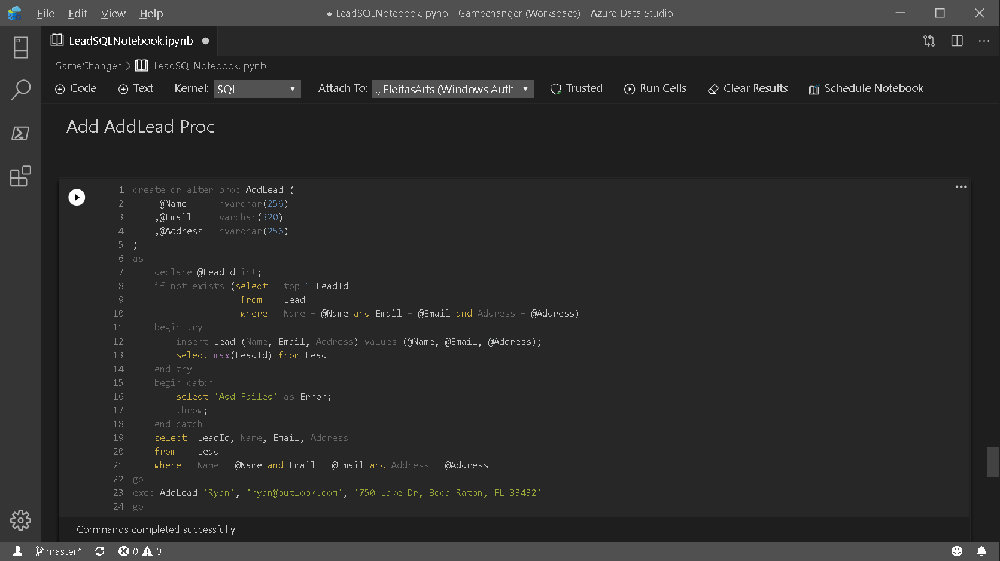 File Edit View Help
● LeadSQLNotebook.ipynb - Gamechanger (Workspace) - Azure Data Studio
LeadSQLNotebook.ipynb ●
GameChanger > LeadSQLNotebook.ipynb
Code Text Kernel: SQL Attach To: ., FleitasArts (Windows Auth Trusted Run Cells Clear Results Schedule Notebook
Add AddLead Proc
1 create or alter proc AddLead (
2 @Name nvarchar(256)
3 ,@Email varchar(320)
4 ,@Address nvarchar(256)
5 )
6 as
7 declare @LeadId int;
8 if not exists (select top 1 LeadId
9 from Lead
10 where Name = @Name and Email = @Email and Address = @Address)
11 begin try
12 insert Lead (Name, Email, Address) values (@Name, @Email, @Address);
13 select max(LeadId) from Lead
14 end try
15 begin catch
16 select 'Add Failed' as Error;
17 throw;
18 end catch
19 select LeadId, Name, Email, Address
20 from Lead
21 where Name = @Name and Email = @Email and Address = @Address
22 go
23 exec AddLead 'Ryan', 'ryan@outlook.com', '750 Lake Dr, Boca Raton, FL 33432'
24 go
Commands completed successfully.
master* 0 0